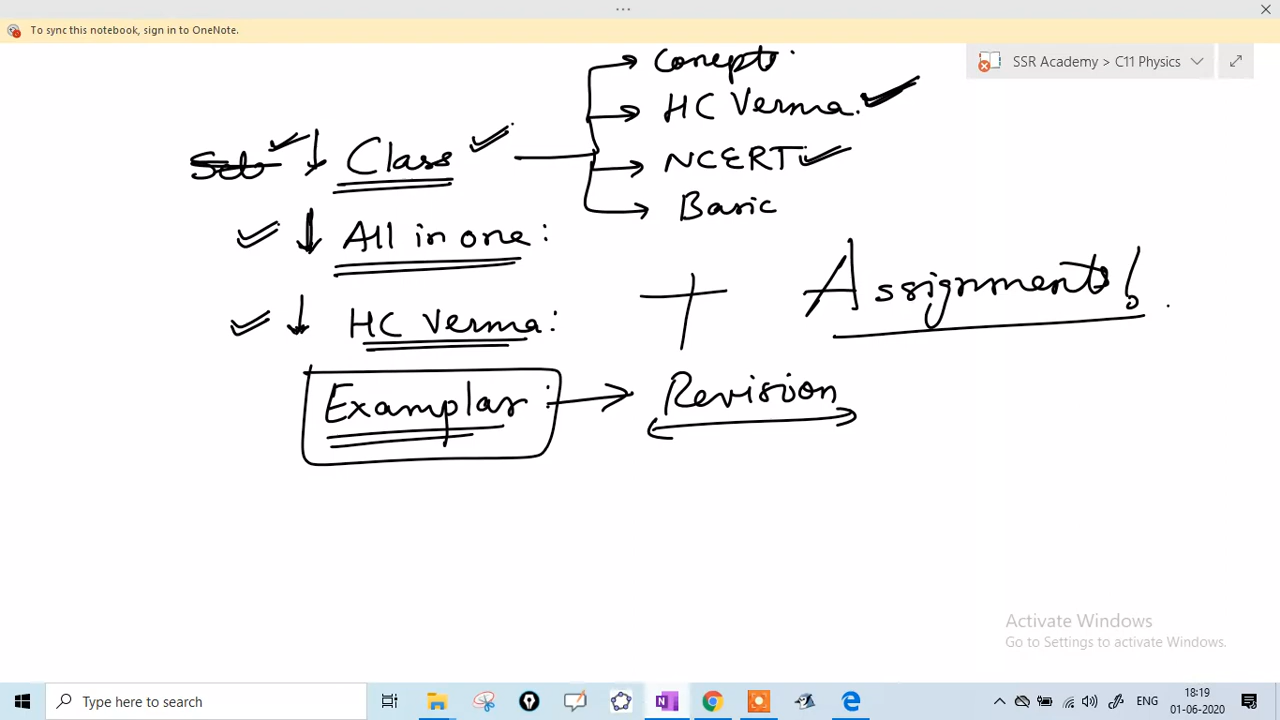 To sync this notebook, sign in to OneNote.
SSR Academy > C11 Physics
Concepts.
HC Verma.
Class
NCERT
Basic
All in one:
Assignments!
HC Verma:
Examplar: → Revision
Activate Windows
Go to Settings to activate Windows.
Type here to search
ENG
18:19
01-06-2020